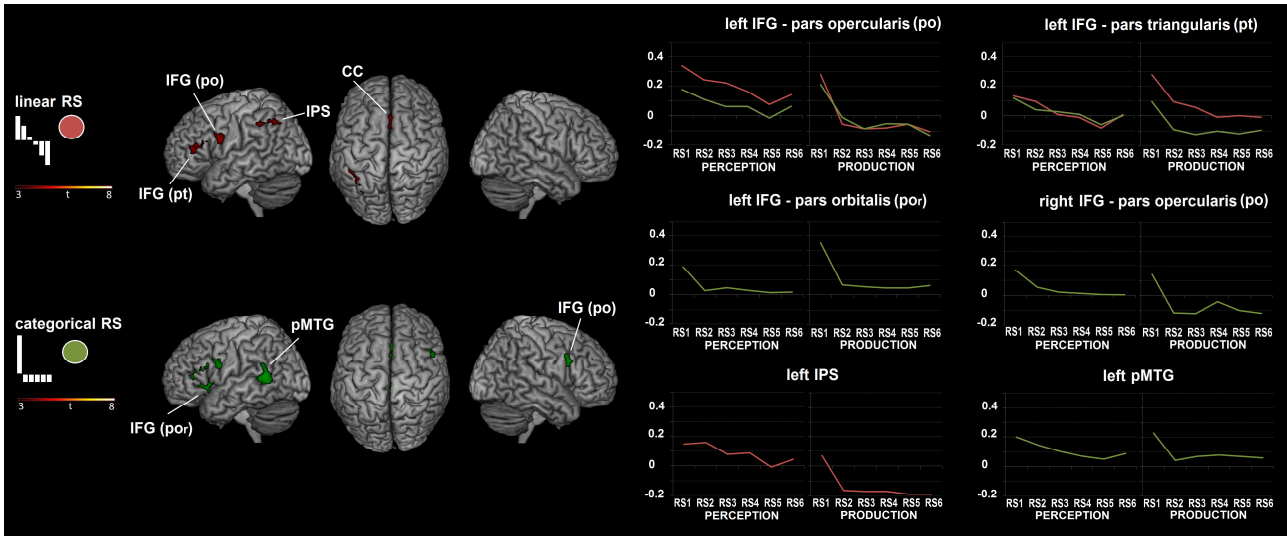 linear RS
3 t 8
IFG (po)
IFG (pt)
IPS
CC
categorical RS
3 t 8
pMTG
IFG (por)
IFG (po)
left IFG - pars opercularis (po)
0.4
0.2
0
-0.2
RS1 RS2 RS3 RS4 RS5 RS6 RS1 RS2 RS3 RS4 RS5 RS6
PERCEPTION PRODUCTION
left IFG - pars triangularis (pt)
0.4
0.2
0
-0.2
RS1 RS2 RS3 RS4 RS5 RS6 RS1 RS2 RS3 RS4 RS5 RS6
PERCEPTION PRODUCTION
left IFG - pars orbitalis (por)
0.4
0.2
0
-0.2
RS1 RS2 RS3 RS4 RS5 RS6 RS1 RS2 RS3 RS4 RS5 RS6
PERCEPTION PRODUCTION
right IFG - pars opercularis (po)
0.4
0.2
0
-0.2
RS1 RS2 RS3 RS4 RS5 RS6 RS1 RS2 RS3 RS4 RS5 RS6
PERCEPTION PRODUCTION
left IPS
0.4
0.2
0
-0.2
RS1 RS2 RS3 RS4 RS5 RS6 RS1 RS2 RS3 RS4 RS5 RS6
PERCEPTION PRODUCTION
left pMTG
0.4
0.2
0
-0.2
RS1 RS2 RS3 RS4 RS5 RS6 RS1 RS2 RS3 RS4 RS5 RS6
PERCEPTION PRODUCTION